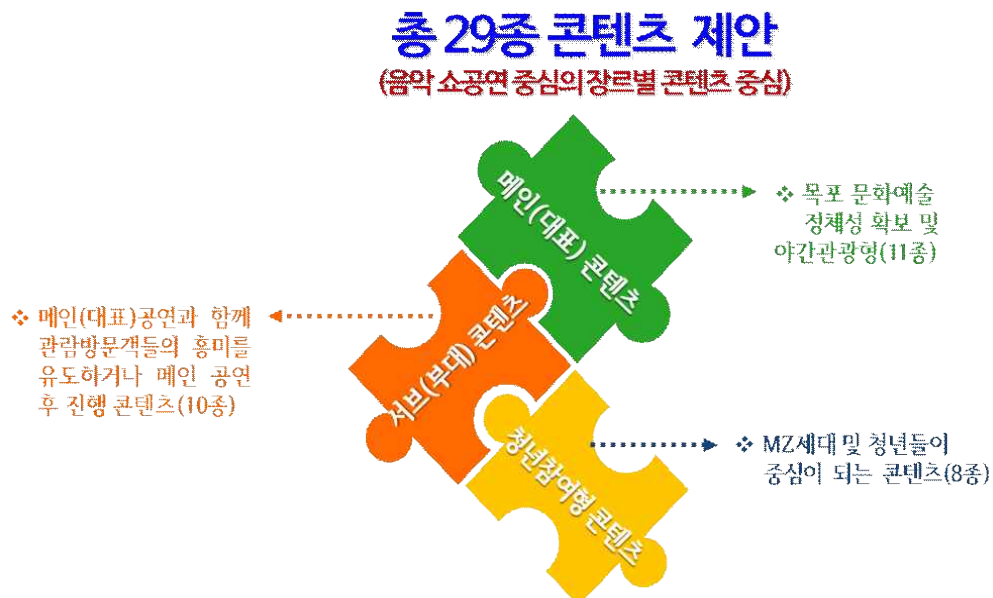 총 29종 콘텐츠 제안
(음악 쇼공연 중심의 장르별 콘텐츠 중심)
메인(대표) 콘텐츠
❖ 목포 문화예술
정체성 확보 및
야간관광형(11종)
서브(부대) 콘텐츠
❖ 메인(대표)공연과 함께
관람방문객들의 흥미를
유도하거나 메인 공연
후 진행 콘텐츠(10종)
청년참여형 콘텐츠
❖ MZ세대 및 청년들이
중심이 되는 콘텐츠(8종)